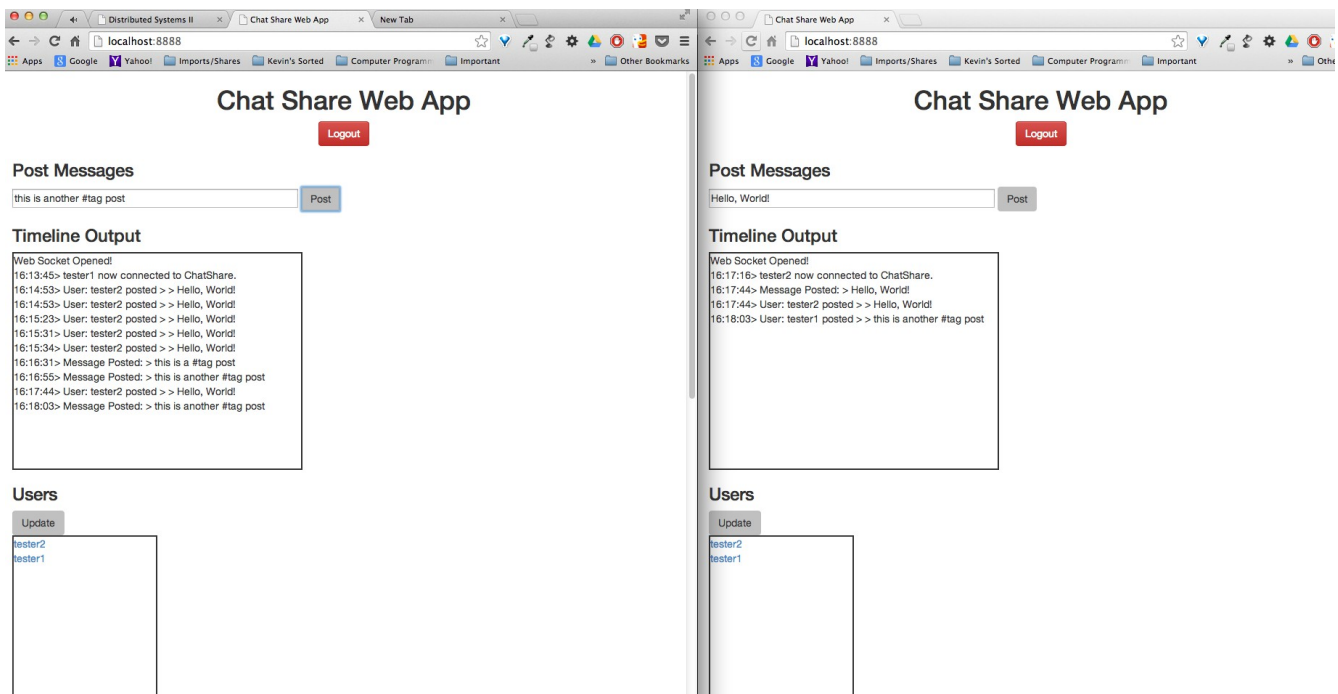 Distributed Systems II
Chat Share Web App
New Tab
localhost:8888
Apps Google Yahoo! Imports/Shares Kevin's Sorted Computer Programm Important » Other Bookmarks
Chat Share Web App
Logout
Post Messages
this is another #tag post Post
Timeline Output
Web Socket Opened!
16:13:45> tester1 now connected to ChatShare.
16:14:53> User: tester2 posted > > Hello, World!
16:14:53> User: tester2 posted > > Hello, World!
16:15:23> User: tester2 posted > > Hello, World!
16:15:31> User: tester2 posted > > Hello, World!
16:15:34> User: tester2 posted > > Hello, World!
16:16:31> Message Posted: > this is a #tag post
16:16:55> Message Posted: > this is another #tag post
16:17:44> User: tester2 posted > > Hello, World!
16:18:03> Message Posted: > this is another #tag post
Users
Update
tester2
tester1
Chat Share Web App
localhost:8888
Apps Google Yahoo! Imports/Shares Kevin's Sorted Computer Programm Important » Othe
Chat Share Web App
Logout
Post Messages
Hello, World! Post
Timeline Output
Web Socket Opened!
16:17:16> tester2 now connected to ChatShare.
16:17:44> Message Posted: > Hello, World!
16:17:44> User: tester2 posted > > Hello, World!
16:18:03> User: tester1 posted > > this is another #tag post
Users
Update
tester2
tester1